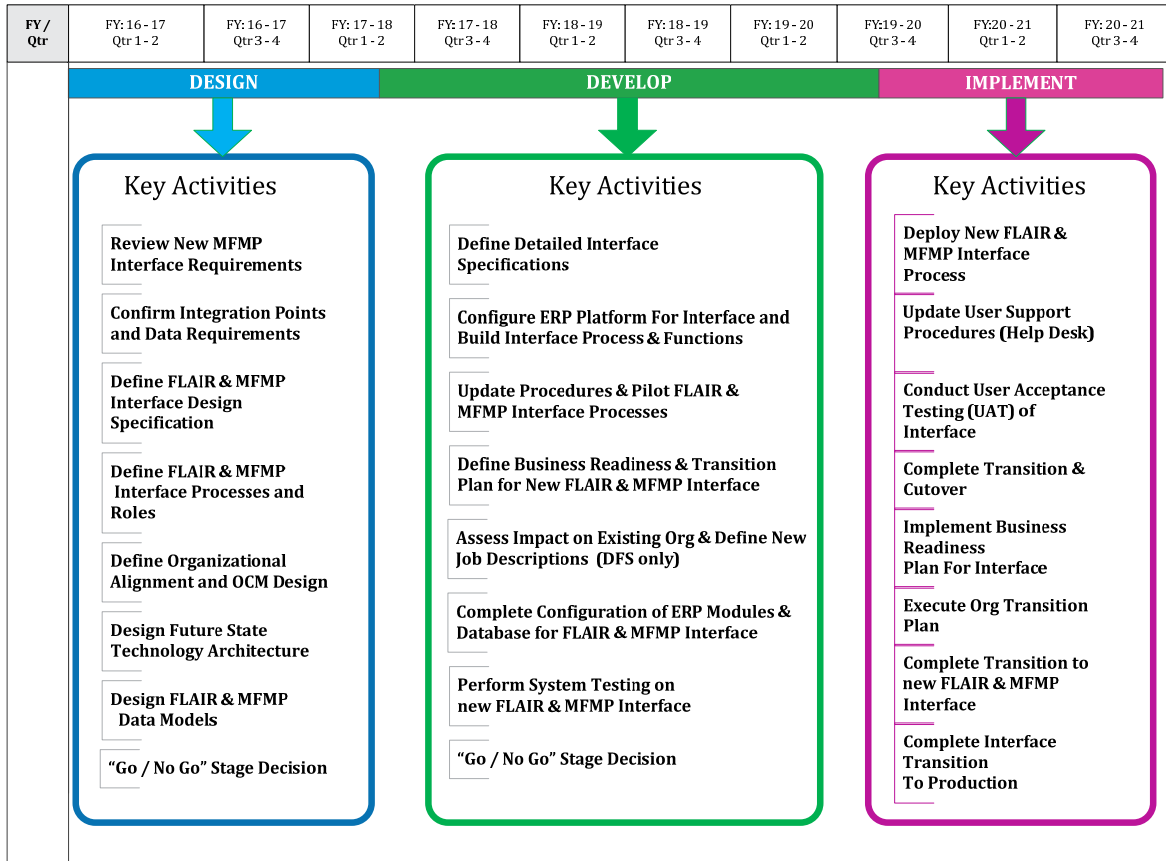 FY /
Qtr
FY: 16 - 17
Qtr 1 - 2
FY: 16 - 17
Qtr 3 - 4
FY: 17 - 18
Qtr 1 - 2
FY: 17 - 18
Qtr 3 - 4
FY: 18 - 19
Qtr 1 - 2
FY: 18 - 19
Qtr 3 - 4
FY: 19 - 20
Qtr 1 - 2
FY:19 - 20
Qtr 3 - 4
FY:20 - 21
Qtr 1 - 2
FY: 20 - 21
Qtr 3 - 4
DESIGN
DEVELOP
IMPLEMENT
Key Activities
Review New MFMP
Interface Requirements
Confirm Integration Points
and Data Requirements
Define FLAIR & MFMP
Interface Design
Specification
Define FLAIR & MFMP
Interface Processes and
Roles
Define Organizational
Alignment and OCM Design
Design Future State
Technology Architecture
Design FLAIR & MFMP
Data Models
“Go / No Go” Stage Decision
Key Activities
Define Detailed Interface
Specifications
Configure ERP Platform For Interface and
Build Interface Process & Functions
Update Procedures & Pilot FLAIR &
MFMP Interface Processes
Define Business Readiness & Transition
Plan for New FLAIR & MFMP Interface
Assess Impact on Existing Org & Define New
Job Descriptions (DFS only)
Complete Configuration of ERP Modules &
Database for FLAIR & MFMP Interface
Perform System Testing on
new FLAIR & MFMP Interface
“Go / No Go” Stage Decision
Key Activities
Deploy New FLAIR &
MFMP Interface
Process
Update User Support
Procedures (Help Desk)
Conduct User Acceptance
Testing (UAT) of
Interface
Complete Transition &
Cutover
Implement Business
Readiness
Plan For Interface
Execute Org Transition
Plan
Complete Transition to
new FLAIR & MFMP
Interface
Complete Interface
Transition
To Production